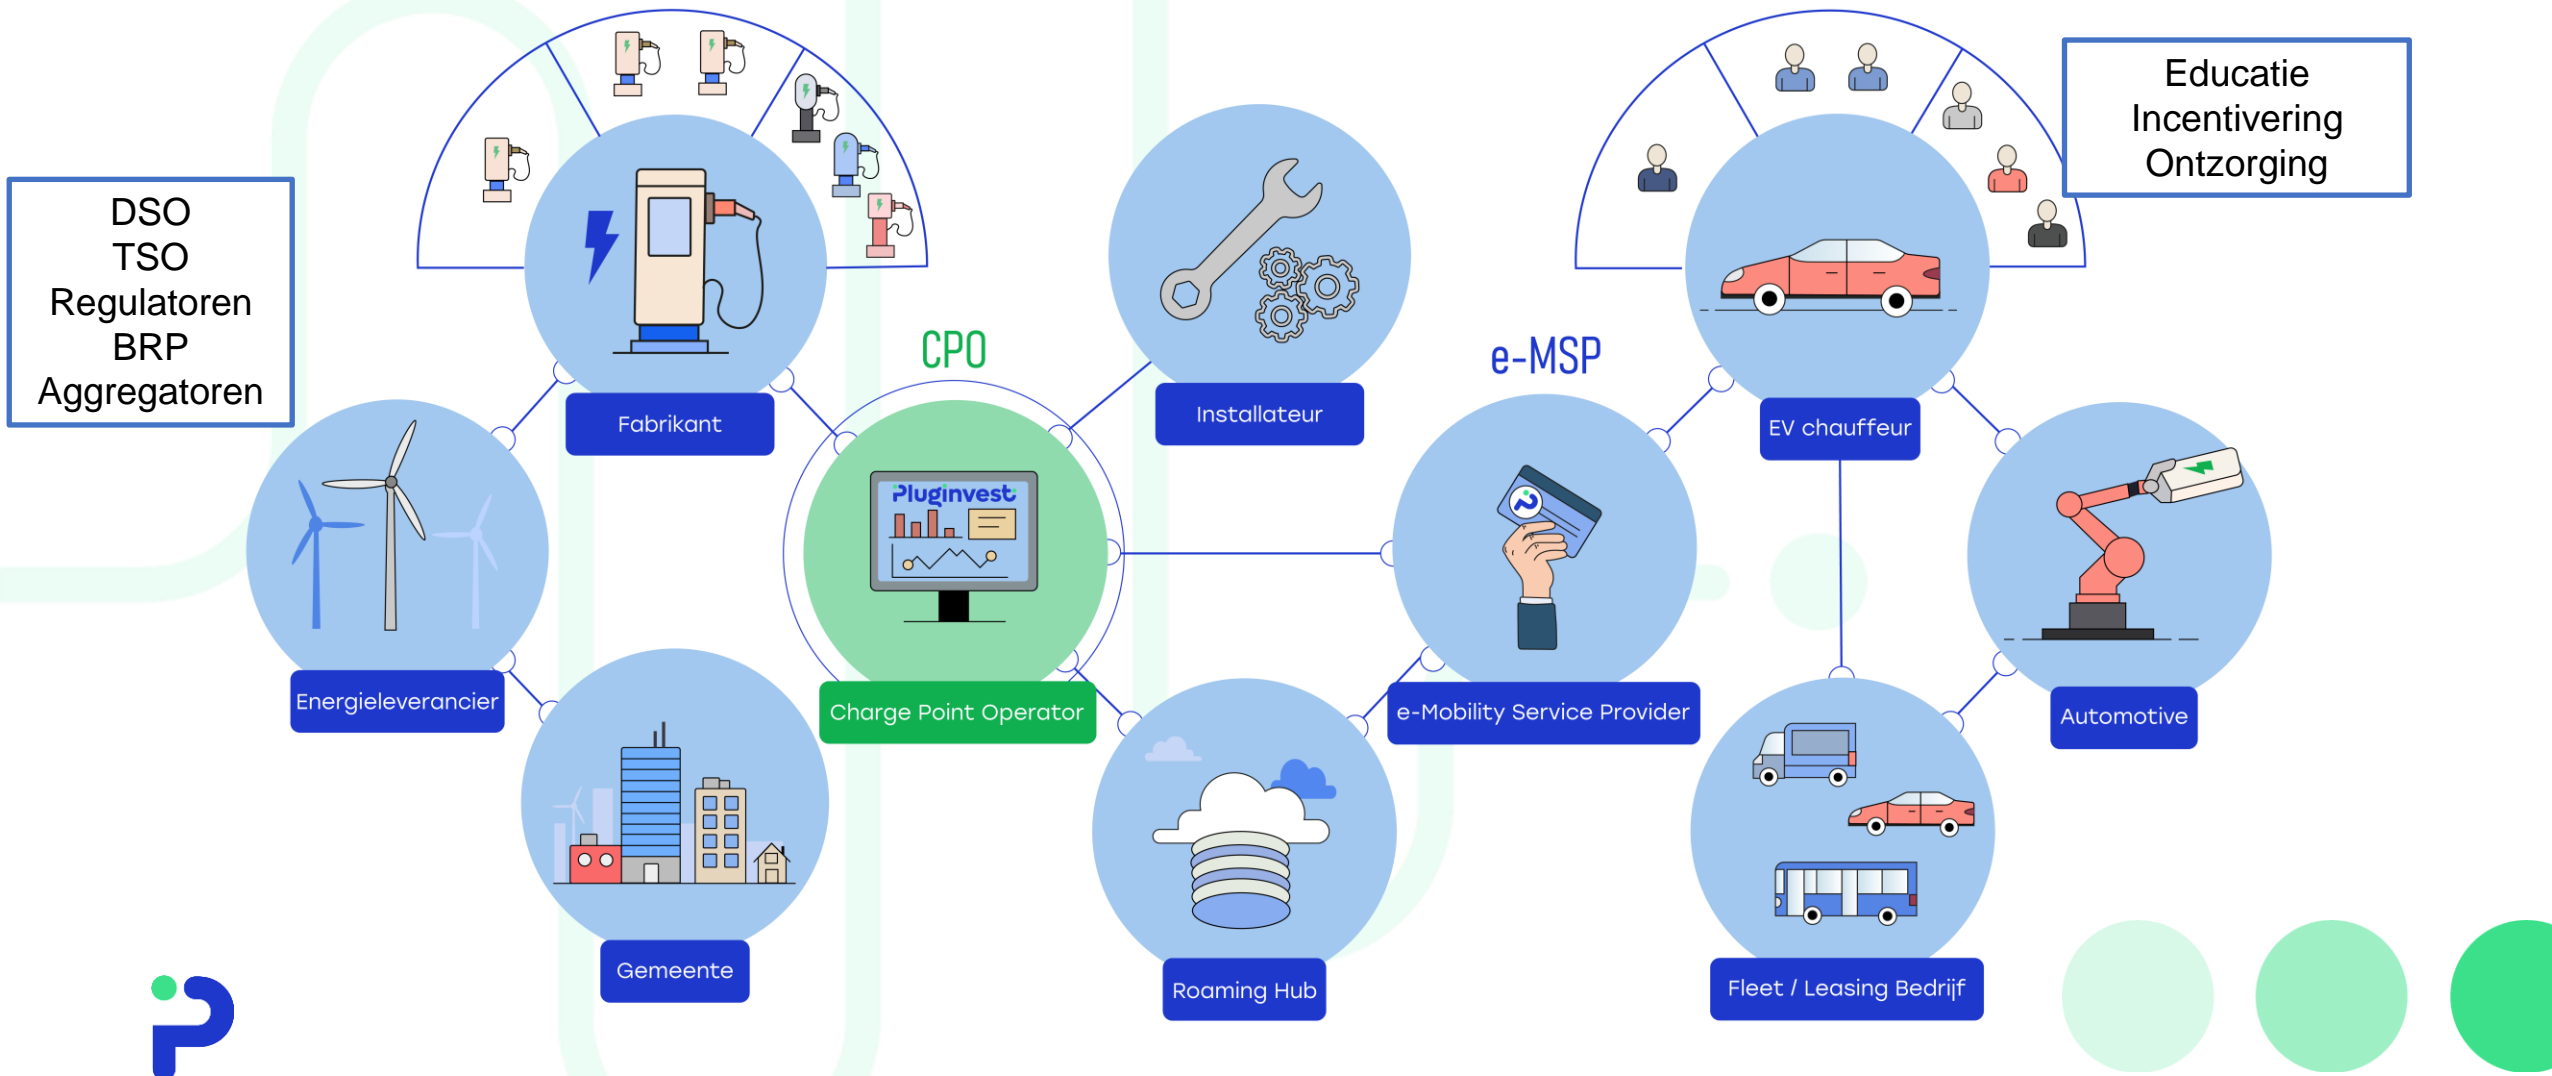 DSO
TSO
Regulatoren
BRP
Aggregatoren
Educatie
Incentivering
Ontzorging
CPO
e-MSP
Fabrikant
Installateur
EV chauffeur
Pluginvest
Energieleverancier
Charge Point Operator
e-Mobility Service Provider
Automotive
Gemeente
Roaming Hub
Fleet / Leasing Bedrijf